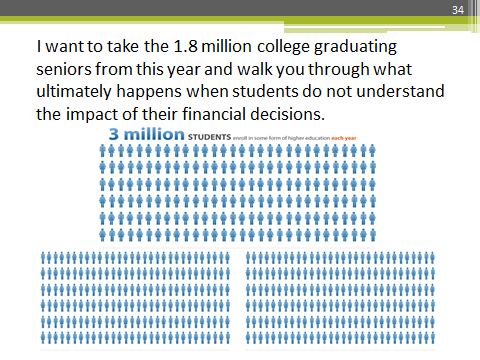 34
I want to take the 1.8 million college graduating
seniors from this year and walk you through what
ultimately happens when students do not understand
the impact of their financial decisions.
3 million STUDENTS enroll in some form of higher education each year